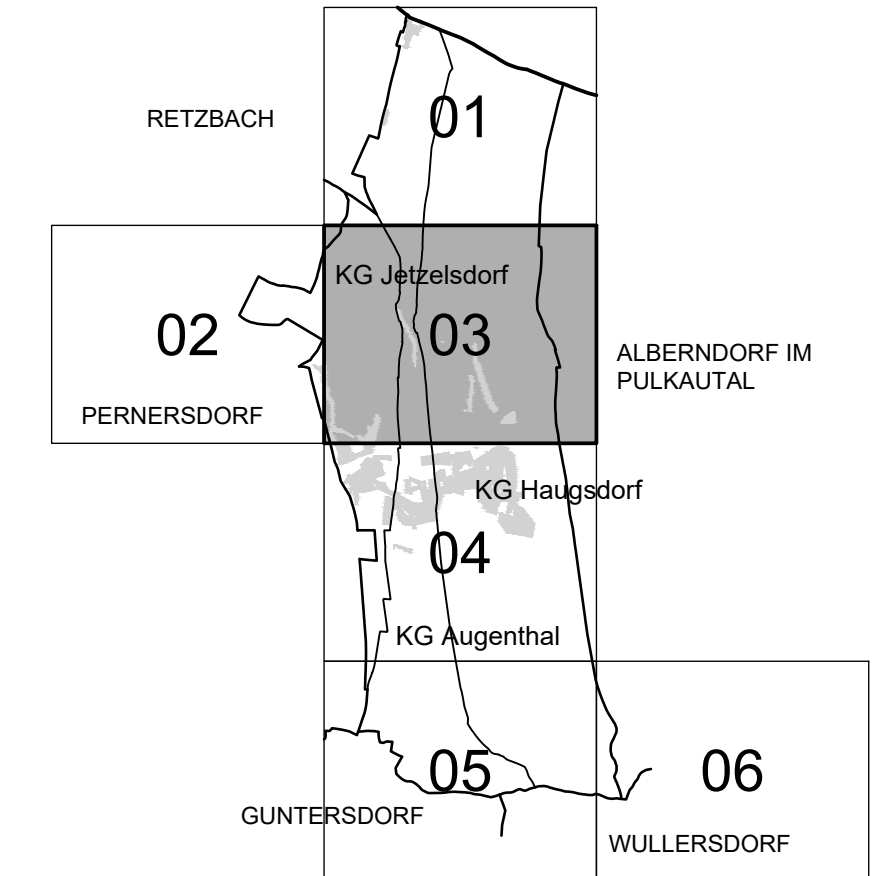 01
RETZBACH
KG Jetzelsdorf
02
03
ALBERNDORF IM
PULKAUTAL
PERNERSDORF
KG Haugsdorf
04
KG Augenthal
05
06
GUNTERSDORF
WULLERSDORF